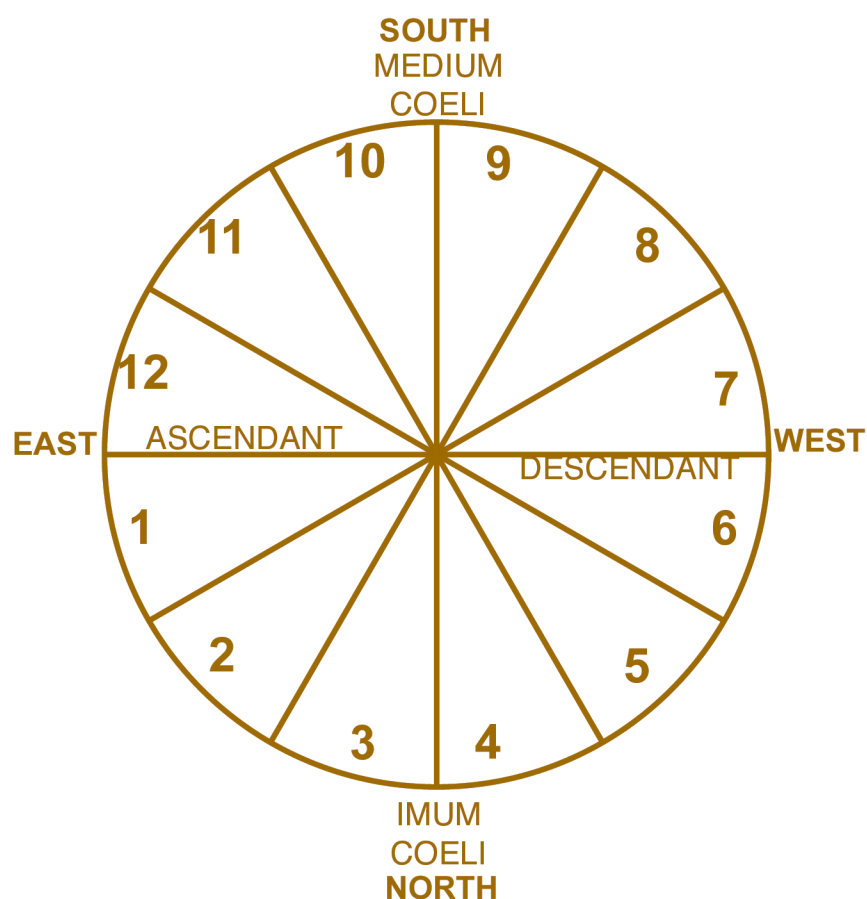 SOUTH
MEDIUM
COELI
10
9
11
8
12
7
EAST
ASCENDANT
WEST
DESCENDANT
1
6
2
5
3
4
IMUM
COELI
NORTH